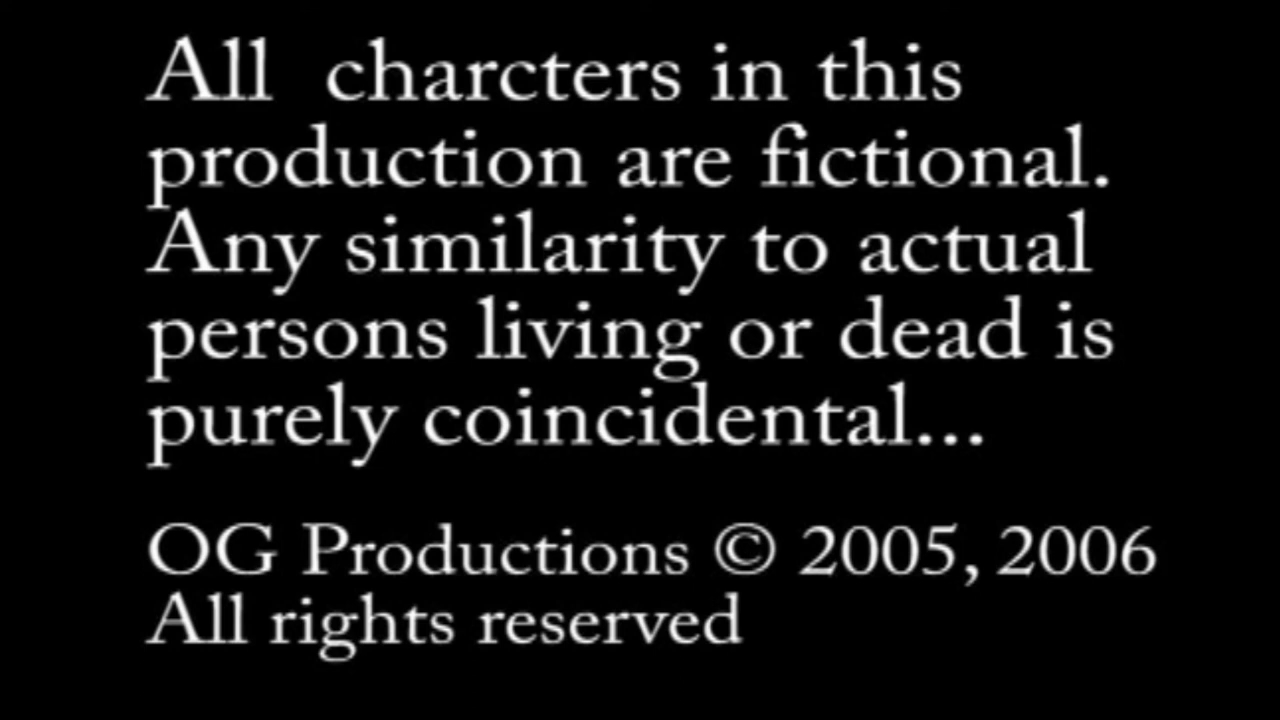 All  charcters in this
production are fictional.
Any similarity to actual
persons living or dead is
purely coincidental...
OG Productions © 2005, 2006
All rights reserved